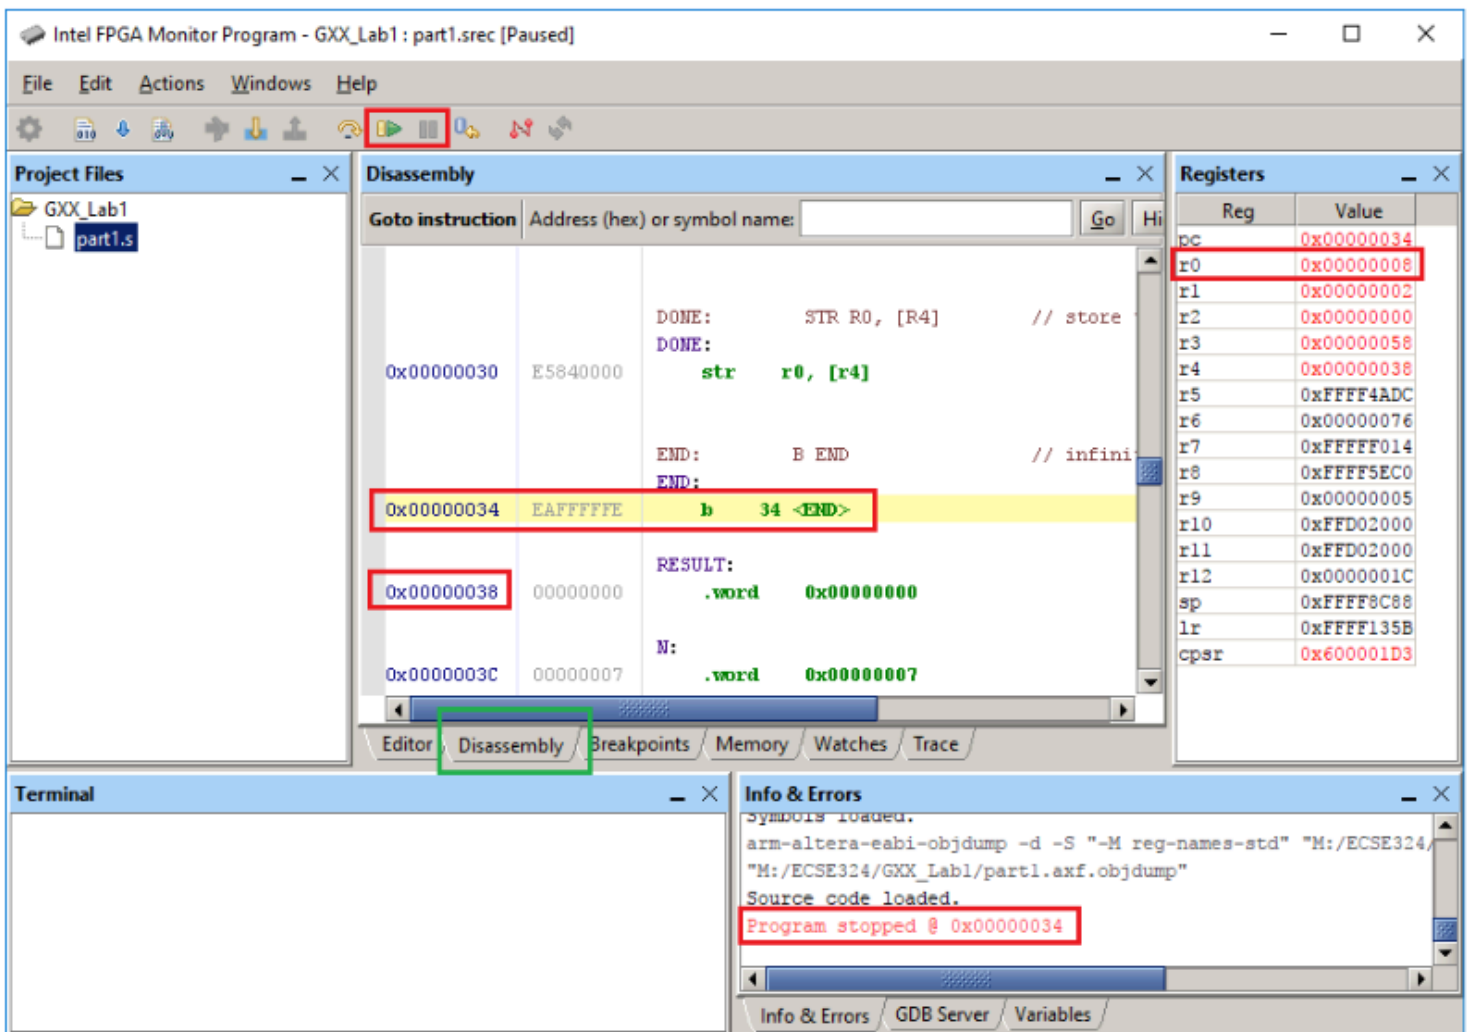 Intel FPGA Monitor Program - GXX_Lab1 : part1.srec [Paused]
File Edit Actions Windows Help
Project Files
GXX_Lab1
part1.s
Disassembly
Goto instruction Address (hex) or symbol name: Go Hi
DONE: STR R0, [R4] // store
DONE:
0x00000030 E5840000 str r0, [r4]
END: B END // infini
END:
0x00000034 EAFFFFFE b 34 <END>
RESULT:
0x00000038 00000000 .word 0x00000000
N:
0x0000003C 00000007 .word 0x00000007
Editor Disassembly Breakpoints Memory Watches Trace
Registers
Reg Value
pc 0x00000034
r0 0x00000008
r1 0x00000002
r2 0x00000000
r3 0x00000058
r4 0x00000038
r5 0xFFFF4ADC
r6 0x00000076
r7 0xFFFFF014
r8 0xFFFF5EC0
r9 0x00000005
r10 0xFFD02000
r11 0xFFD02000
r12 0x0000001C
sp 0xFFFF8C88
lr 0xFFFF135B
cpsr 0x600001D3
Terminal
Info & Errors
Symbols loaded.
arm-altera-eabi-objdump -d -S "-M reg-names-std" "M:/ECSE324/
"M:/ECSE324/GXX_Lab1/part1.axf.objdump"
Source code loaded.
Program stopped @ 0x00000034
Info & Errors GDB Server Variables